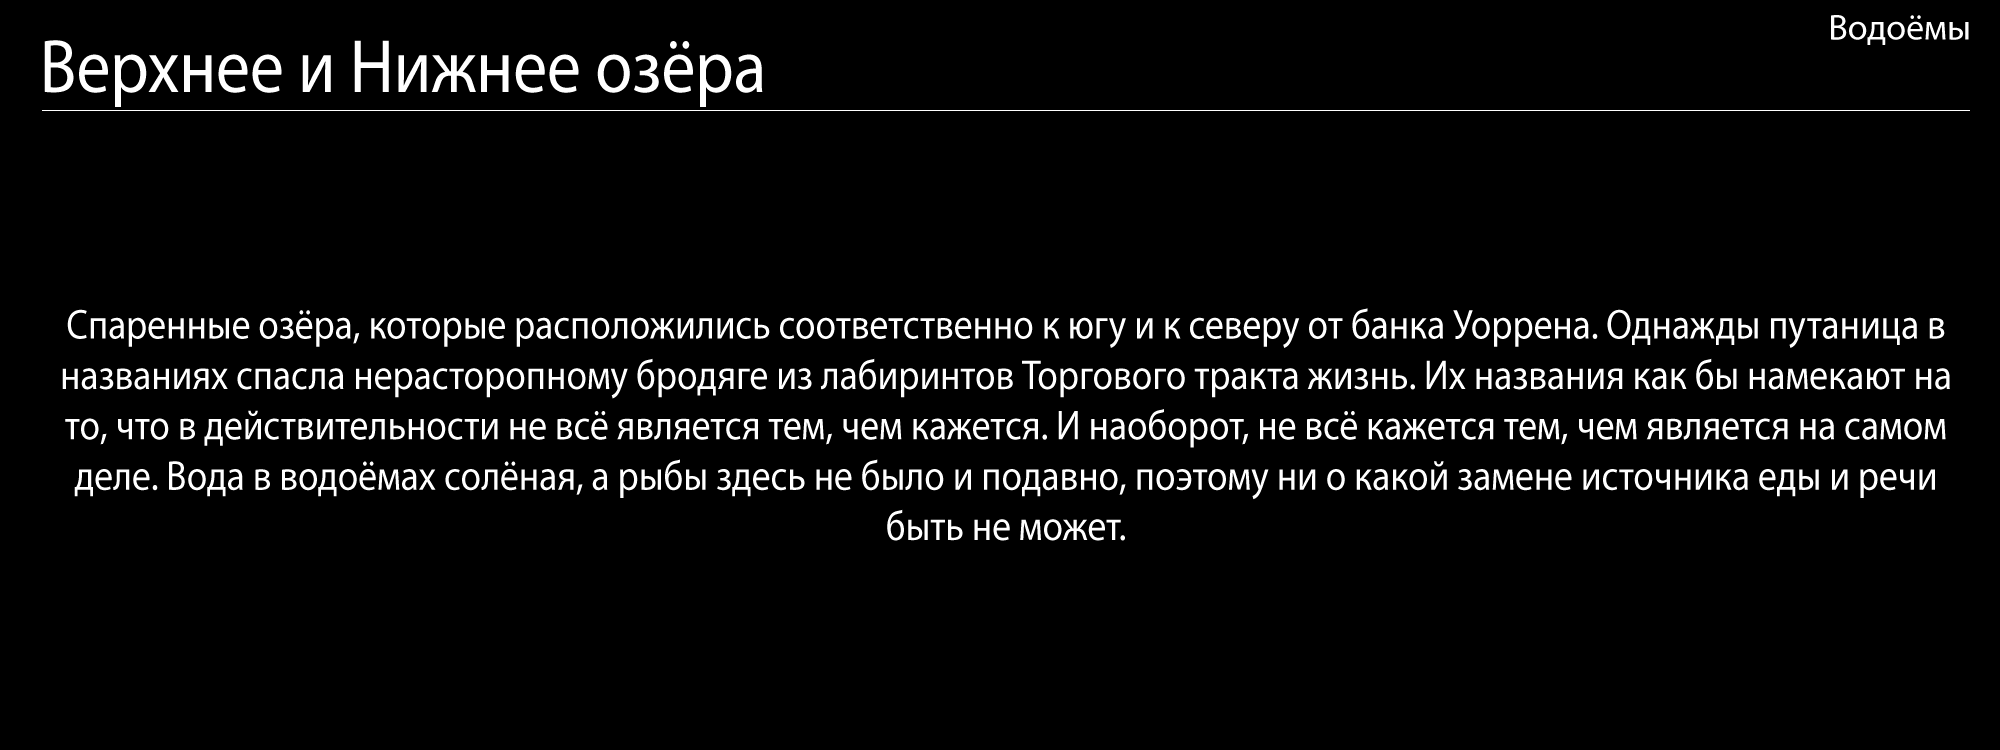 Водоёмы
Верхнее и Нижнее озёра
Спаренные озёра, которые расположились соответственно к югу и к северу от банка Уоррена. Однажды путаница в
названиях спасла нерасторопному бродяге из лабиринтов Торгового тракта жизнь. Их названия как бы намекают на
то, что в действительности не всё является тем, чем кажется. И наоборот, не всё кажется тем, чем является на самом
деле. Вода в водоёмах солёная, а рыбы здесь не было и подавно, поэтому ни о какой замене источника еды и речи
быть не может.